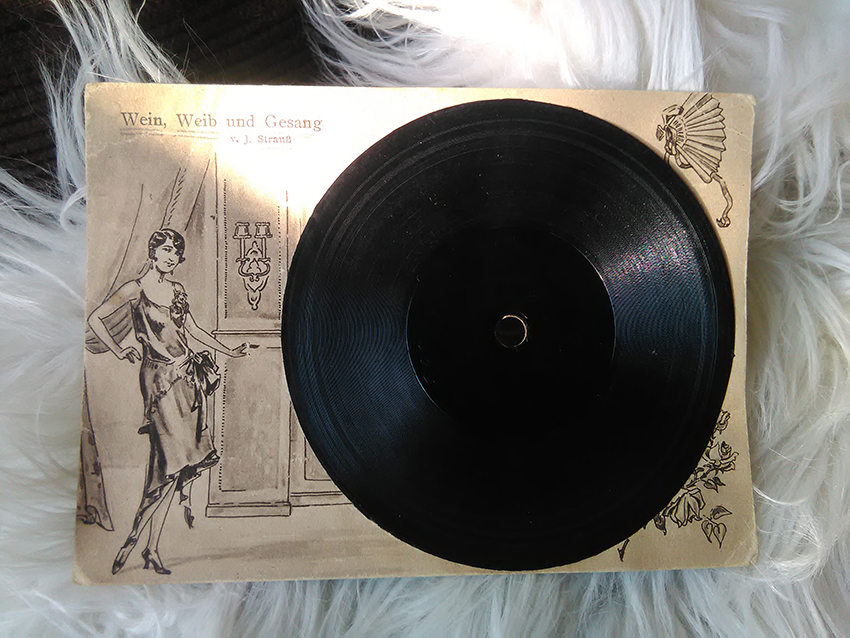 Wein, Weib und Gesang
v. J. Strauß